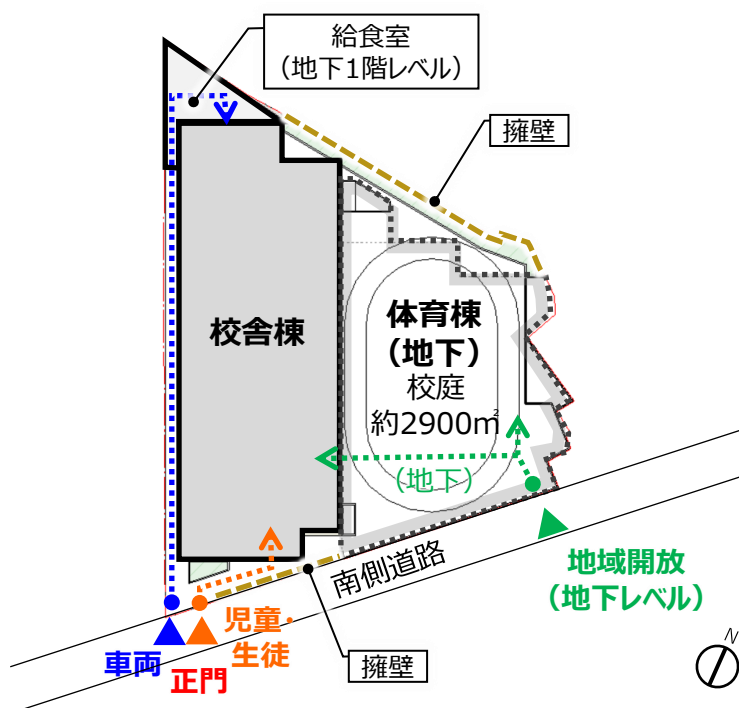 給食室
（地下1階レベル）
擁壁
校舎棟
体育棟
（地下）
校庭
約2900㎡
（地下）
南側道路
地域開放
（地下レベル）
児童・
生徒
車両
正門
擁壁
N